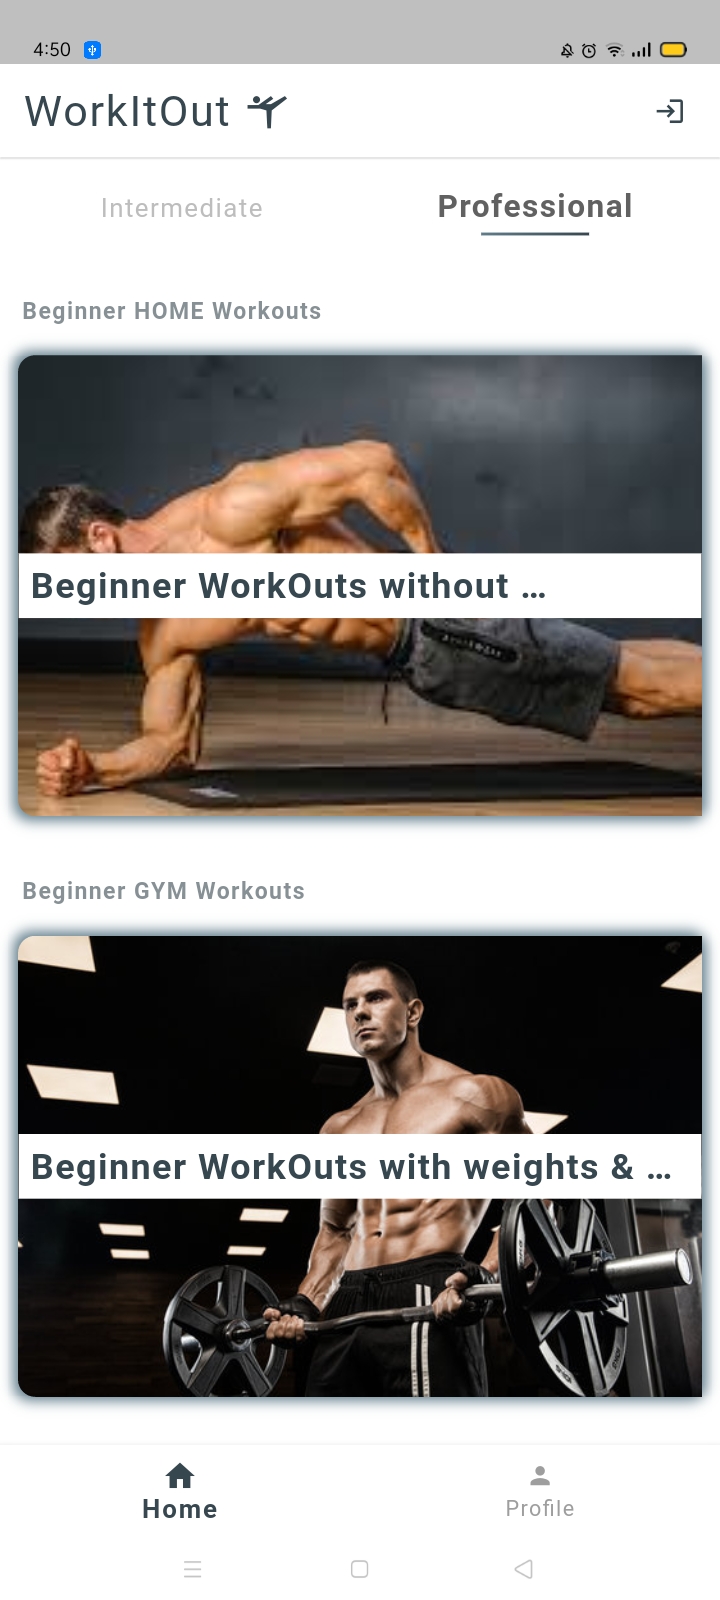 4:50
WorkItOut
Intermediate
Professional
Beginner HOME Workouts
Beginner WorkOuts without ...
Beginner GYM Workouts
Beginner WorkOuts with weights & ...
Home
Profile